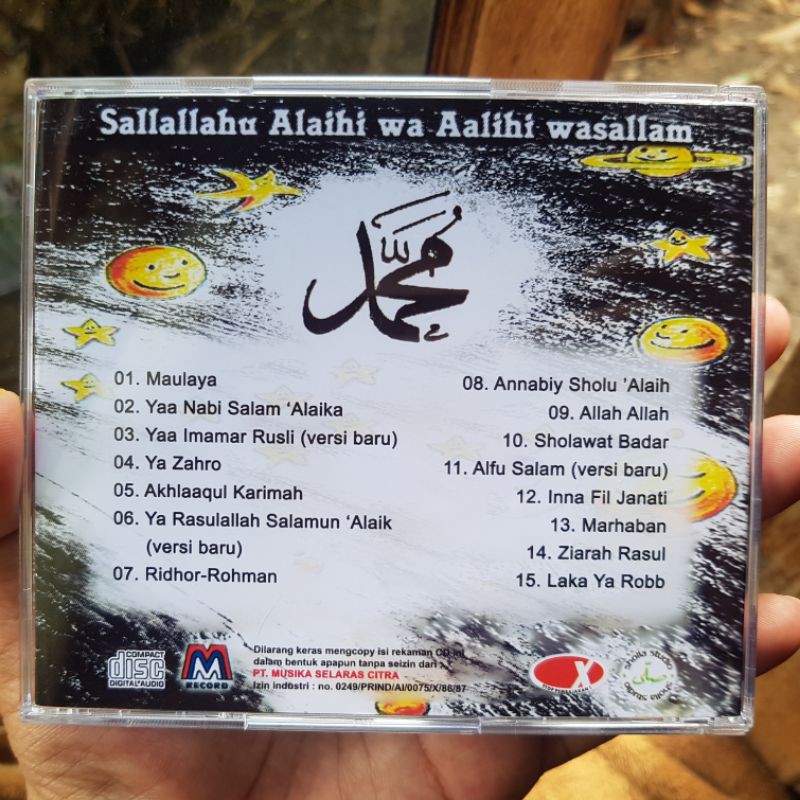 Sallallahu Alaihi wa Aalihi wasallam
محمد
01. Maulaya
02. Yaa Nabi Salam ‘Alaika
03. Yaa Imamar Rusli (versi baru)
04. Ya Zahro
05. Akhlaaqul Karimah
06. Ya Rasulallah Salamun ‘Alaik
(versi baru)
07. Ridhor-Rohman
08. Annabiy Sholu ’Alaih
09. Allah Allah
10. Sholawat Badar
11. Alfu Salam (versi baru)
12. Inna Fil Janati
13. Marhaban
14. Ziarah Rasul
15. Laka Ya Robb
COMPACT
disc
DIGITAL AUDIO
M
RECORD
Dilarang keras mengcopy isi rekaman CD ini
dalam bentuk apapun tanpa seizin dari :
PT. MUSIKA SELARAS CITRA
Izin industri : no. 0249/PRIND/AI/0075/X/86/87
X